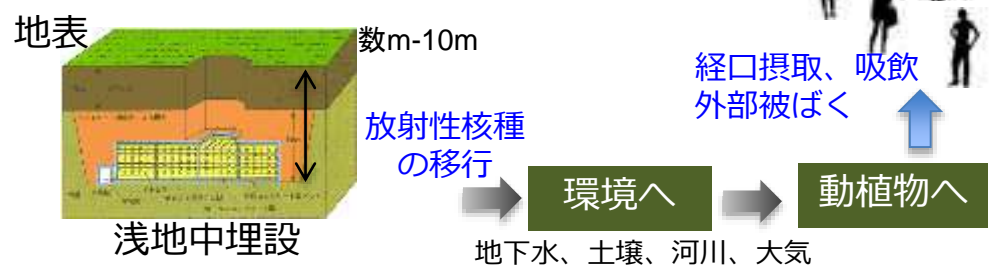 地表
数m-10m
浅地中埋設
放射性核種
の移行
環境へ
地下水、土壌、河川、大気
動植物へ
経口摂取、吸飲
外部被ばく